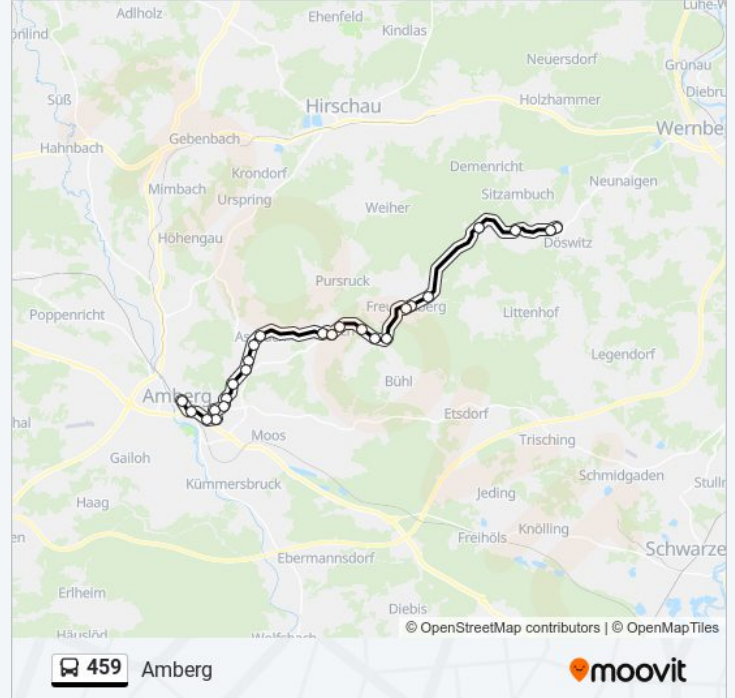 Adlholz
Ehenfeld
Kindlas
Neuersdorf
Grünau
Süß
Hirschau
Holzhammer
Wernbe
Hahnbach
Gebenbach
Demenricht
Krondorf
Neunaigen
Mimbach
Sitzambuch
Urspring
Weiher
Höhengau
Döswitz
Pursruck
Poppenricht
Littenhof
Legendorf
Amberg
Bühl
Etsdorf
Moos
Trisching
Gailoh
Schmidgaden
Kümmersbruck
Jeding
Haag
Knölling
Freihöls
Schwarze
Ebermannsdorf
Erlheim
Diebis
© OpenStreetMap contributors | © OpenMapTiles
459 Amberg
moovit